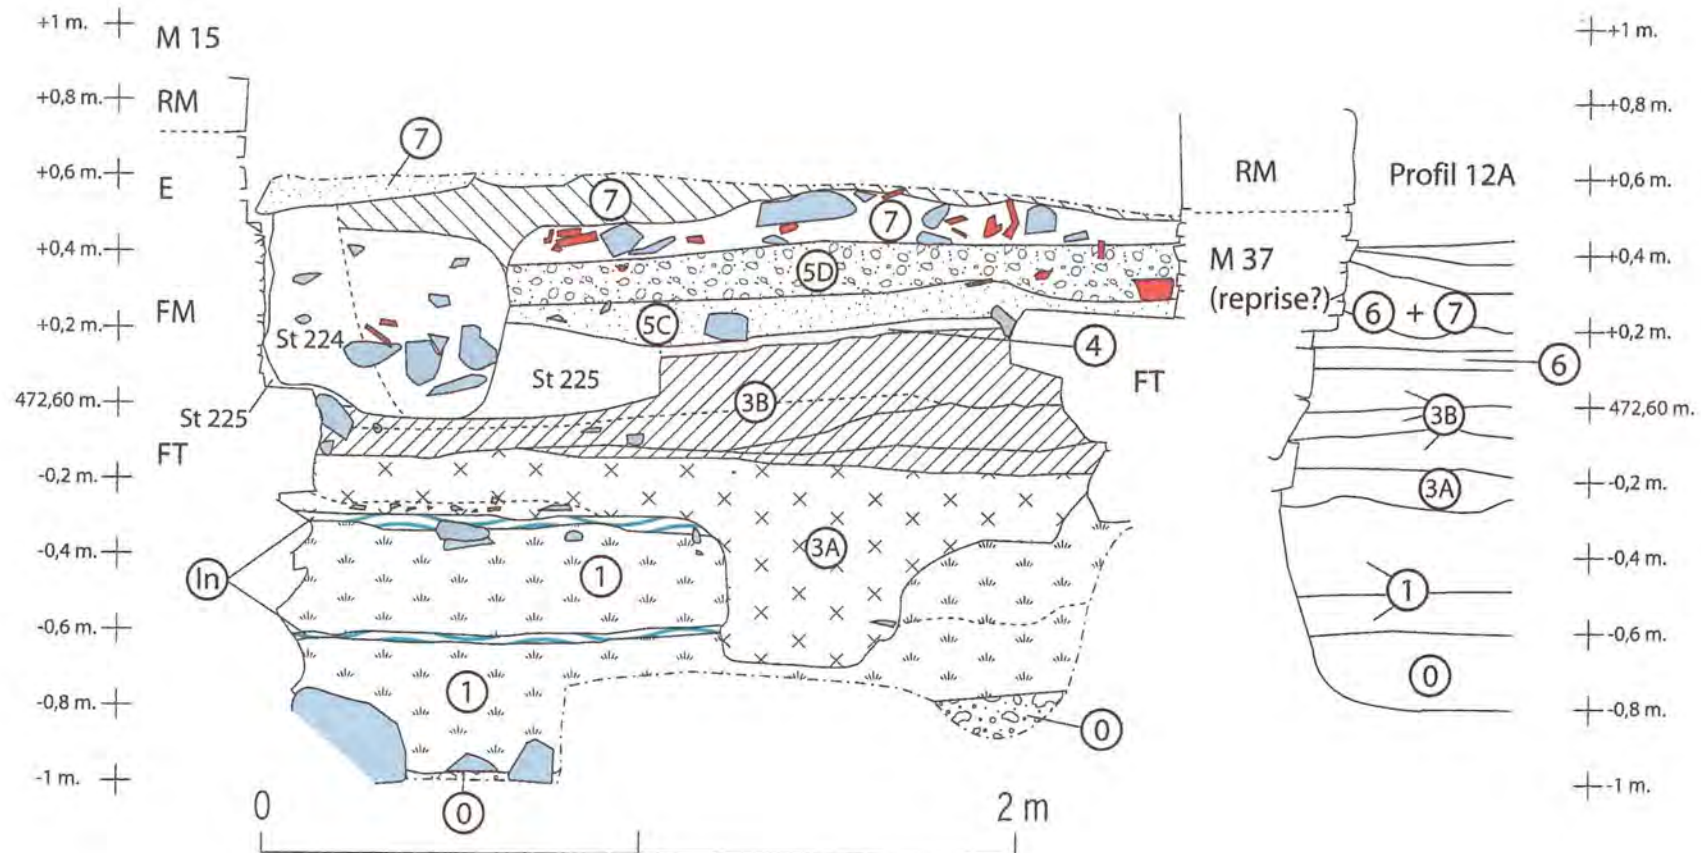 +1 m.
M 15
+1 m.
+0,8 m.
RM
+0,8 m.
7
+0,6 m.
E
7
7
RM
Profil 12A
+0,6 m.
+0,4 m.
5D
M 37
(reprise?)
+0,4 m.
FM
+0,2 m.
St 224
5C
4
6 + 7
+0,2 m.
6
St 225
FT
472,60 m.
St 225
3B
3B
472,60 m.
FT
-0,2 m.
3A
-0,2 m.
-0,4 m.
3A
-0,4 m.
In
1
1
-0,6 m.
-0,6 m.
1
0
-0,8 m.
0
-0,8 m.
-1 m.
0
-1 m.
0
2 m